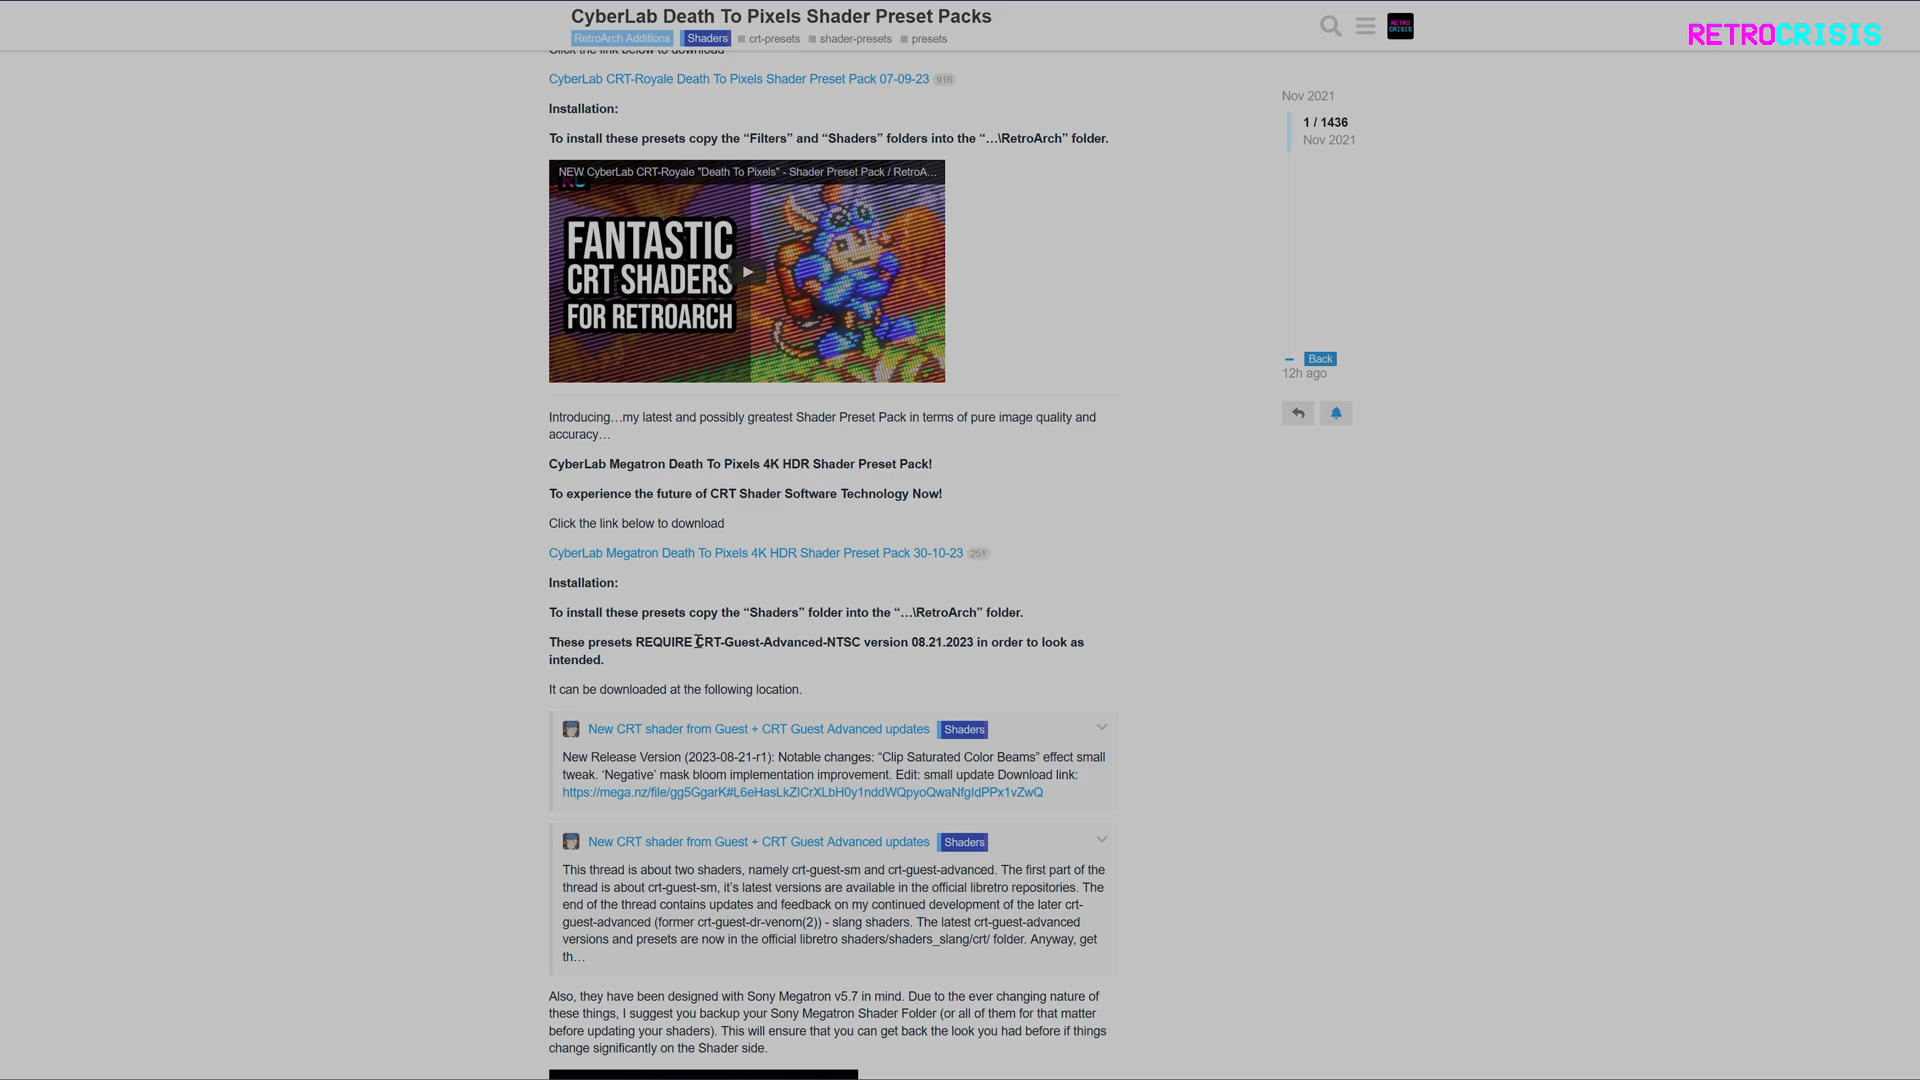 CyberLab Death To Pixels Shader Preset Packs
RetroArch Additions Shaders crt-presets shader-presets presets
RETRO CRISIS
RETROCRISIS
Click the link below to download
CyberLab CRT-Royale Death To Pixels Shader Preset Pack 07-09-23 916
Installation:
To install these presets copy the “Filters” and “Shaders” folders into the “…\RetroArch” folder.
NEW CyberLab CRT-Royale "Death To Pixels" - Shader Preset Pack / RetroA...
RC
FANTASTIC
CRT SHADERS
FOR RETROARCH
Nov 2021
1 / 1436
Nov 2021
Back
12h ago
Introducing…my latest and possibly greatest Shader Preset Pack in terms of pure image quality and
accuracy…
CyberLab Megatron Death To Pixels 4K HDR Shader Preset Pack!
To experience the future of CRT Shader Software Technology Now!
Click the link below to download
CyberLab Megatron Death To Pixels 4K HDR Shader Preset Pack 30-10-23 251
Installation:
To install these presets copy the “Shaders” folder into the “…\RetroArch” folder.
These presets REQUIRE CRT-Guest-Advanced-NTSC version 08.21.2023 in order to look as
intended.
It can be downloaded at the following location.
New CRT shader from Guest + CRT Guest Advanced updates Shaders
New Release Version (2023-08-21-r1): Notable changes: “Clip Saturated Color Beams” effect small
tweak. ‘Negative’ mask bloom implementation improvement. Edit: small update Download link:
https://mega.nz/file/gg5GgarK#L6eHasLkZICrXLbH0y1nddWQpyoQwaNfgIdPPx1vZwQ
New CRT shader from Guest + CRT Guest Advanced updates Shaders
This thread is about two shaders, namely crt-guest-sm and crt-guest-advanced. The first part of the
thread is about crt-guest-sm, it’s latest versions are available in the official libretro repositories. The
end of the thread contains updates and feedback on my continued development of the later crt-
guest-advanced (former crt-guest-dr-venom(2)) - slang shaders. The latest crt-guest-advanced
versions and presets are now in the official libretro shaders/shaders_slang/crt/ folder. Anyway, get
th…
Also, they have been designed with Sony Megatron v5.7 in mind. Due to the ever changing nature of
these things, I suggest you backup your Sony Megatron Shader Folder (or all of them for that matter
before updating your shaders). This will ensure that you can get back the look you had before if things
change significantly on the Shader side.